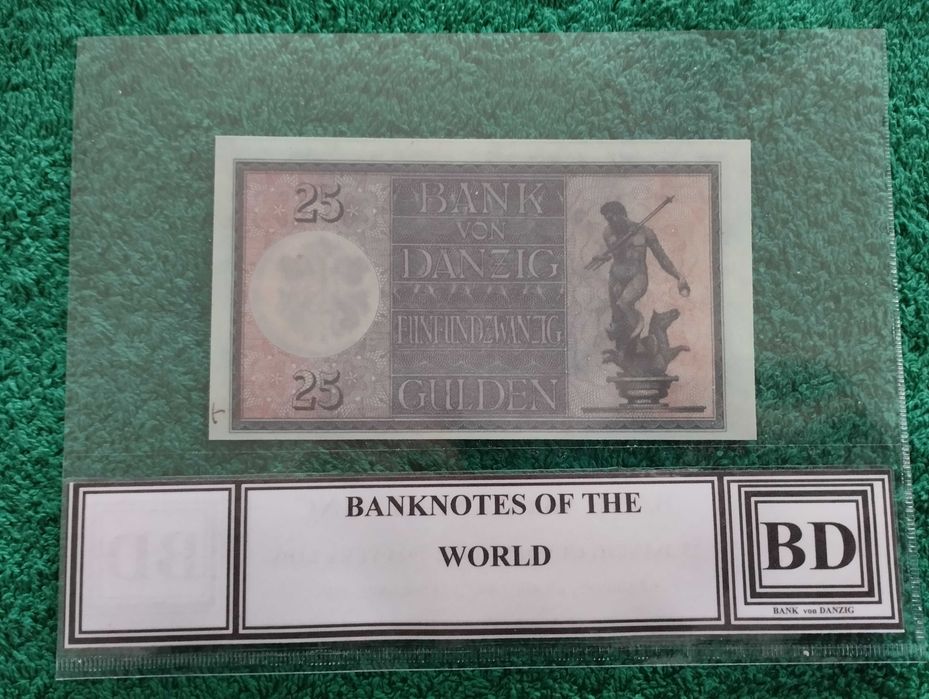 25
BANK
VON
DANZIG
FÜNFUNDZWANZIG
GULDEN
25
BANKNOTES OF THE
WORLD
BD
BANK von DANZIG